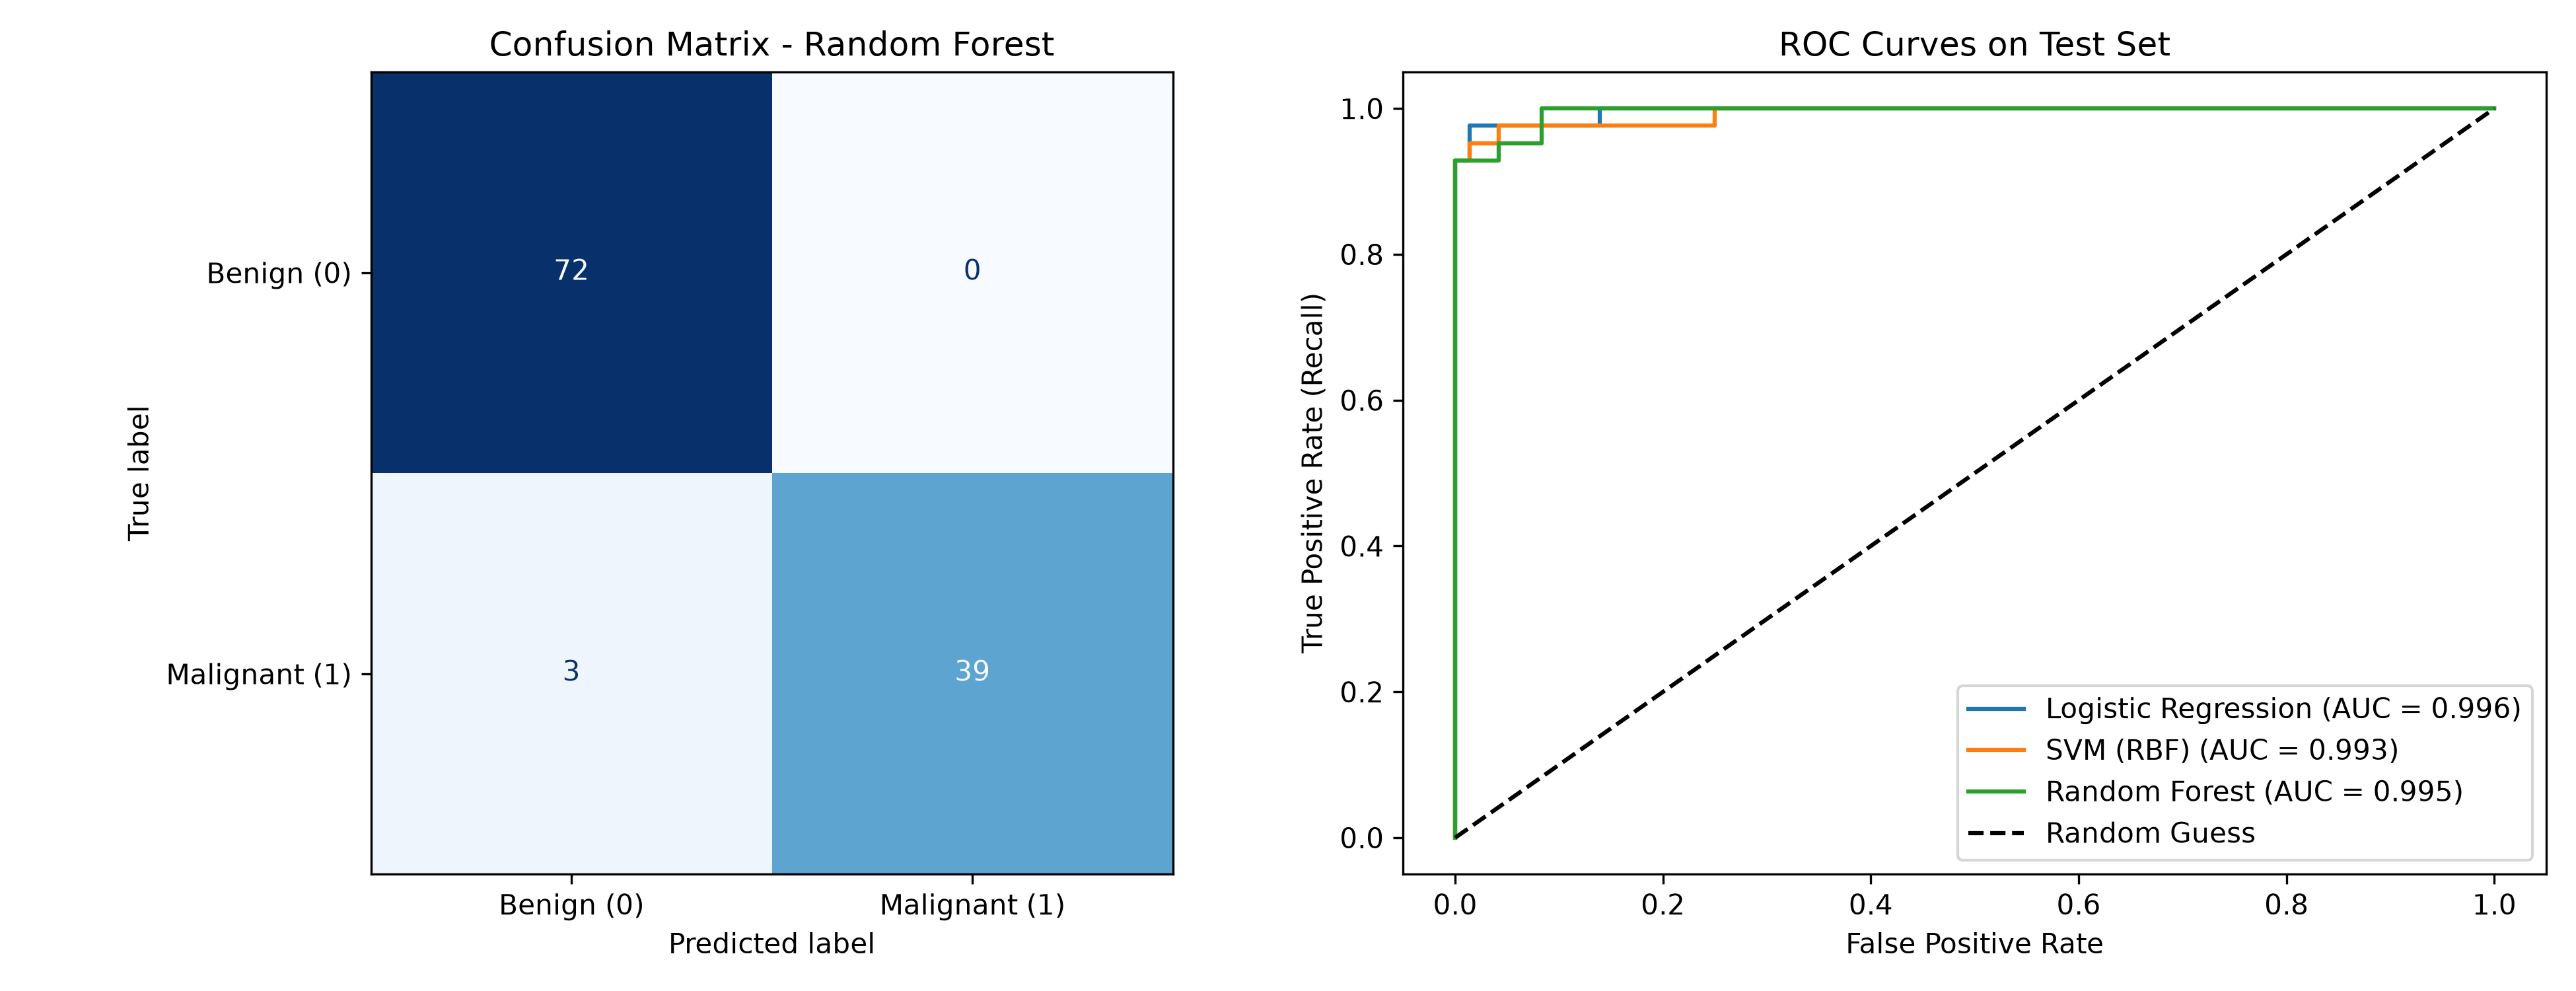 Confusion Matrix - Random Forest
True label
Benign (0)
72
0
Malignant (1)
3
39
Benign (0)
Malignant (1)
Predicted label
ROC Curves on Test Set
True Positive Rate (Recall)
1.0
0.8
0.6
0.4
0.2
0.0
0.0
0.2
0.4
0.6
0.8
1.0
False Positive Rate
Logistic Regression (AUC = 0.996)
SVM (RBF) (AUC = 0.993)
Random Forest (AUC = 0.995)
Random Guess